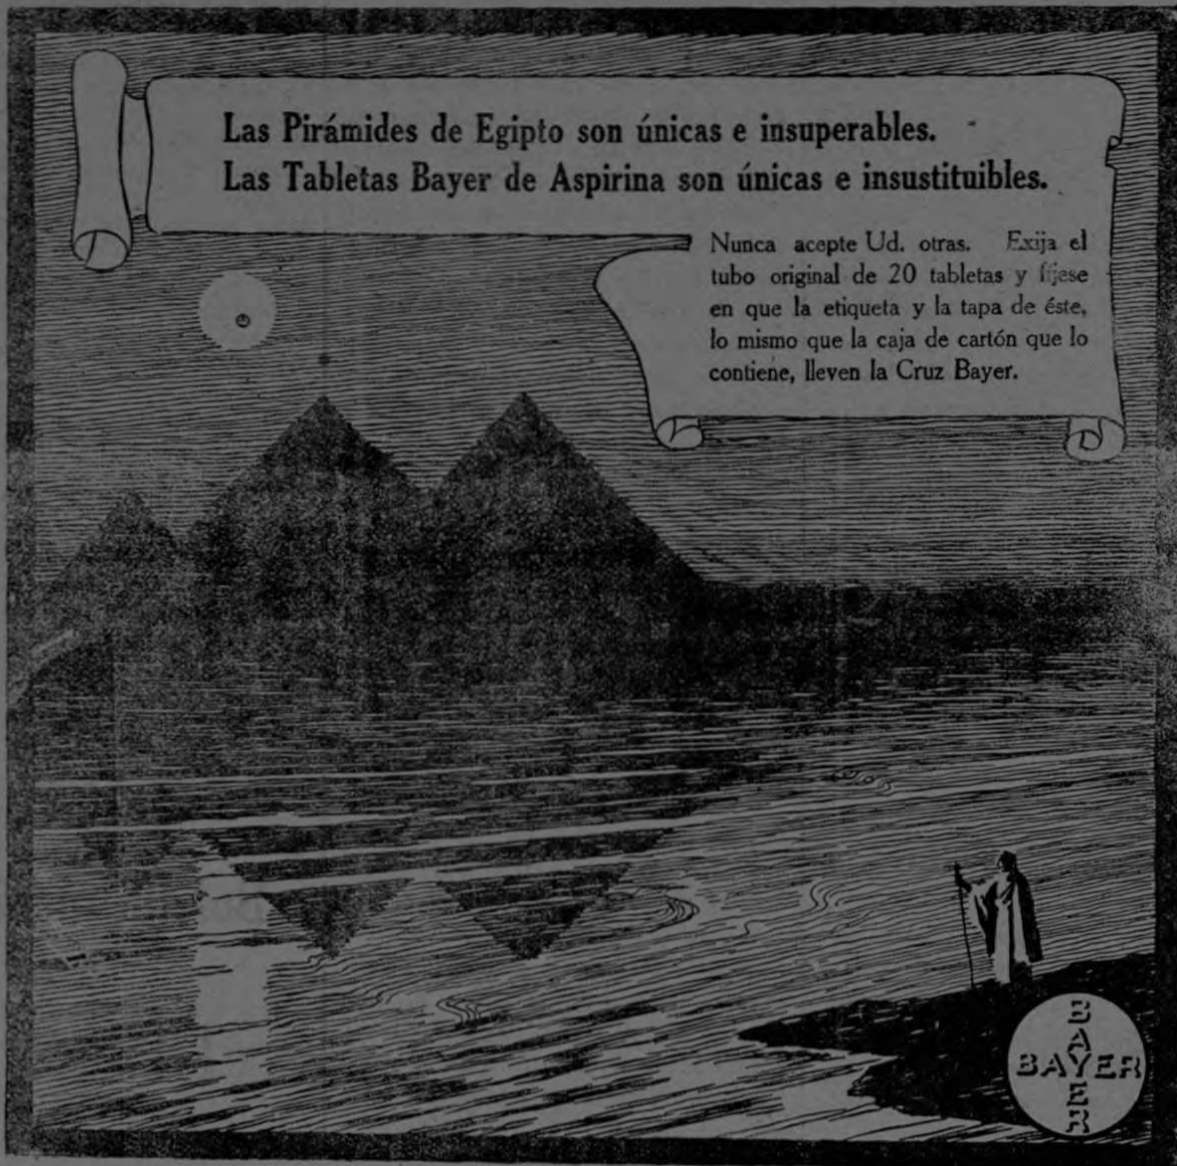 Las Pirámides de Egipto son únicas e insuperables.
Las Tabletas Bayer de Aspirina son únicas e insustituibles.
Nunca acepte Ud. otras. Exija el
tubo original de 20 tabletas y fíjese
en que la etiqueta y la tapa de éste,
lo mismo que la caja de cartón que lo
contiene, lleven la Cruz Bayer.
BAYER
BAYER